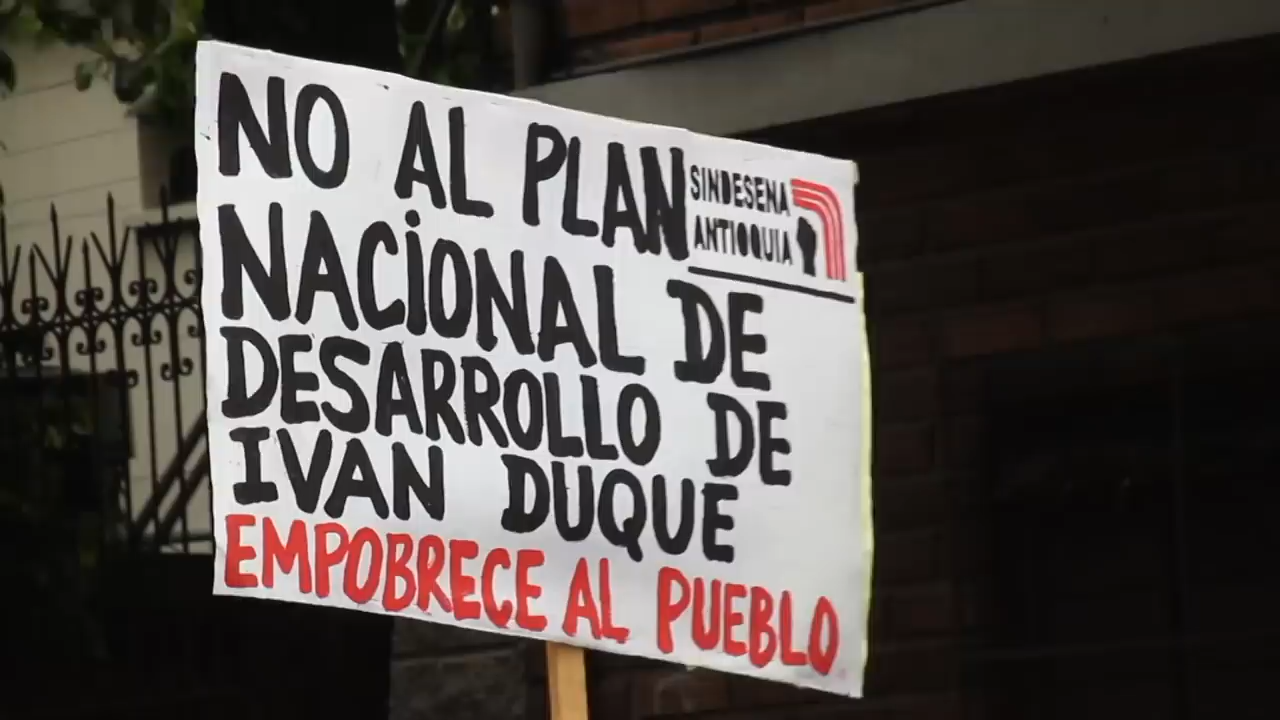 NO AL PLAN
SINDESENA
ANTIOQUIA
NACIONAL DE
DESARROLLO DE
IVAN DUQUE
EMPOBRECE AL PUEBLO